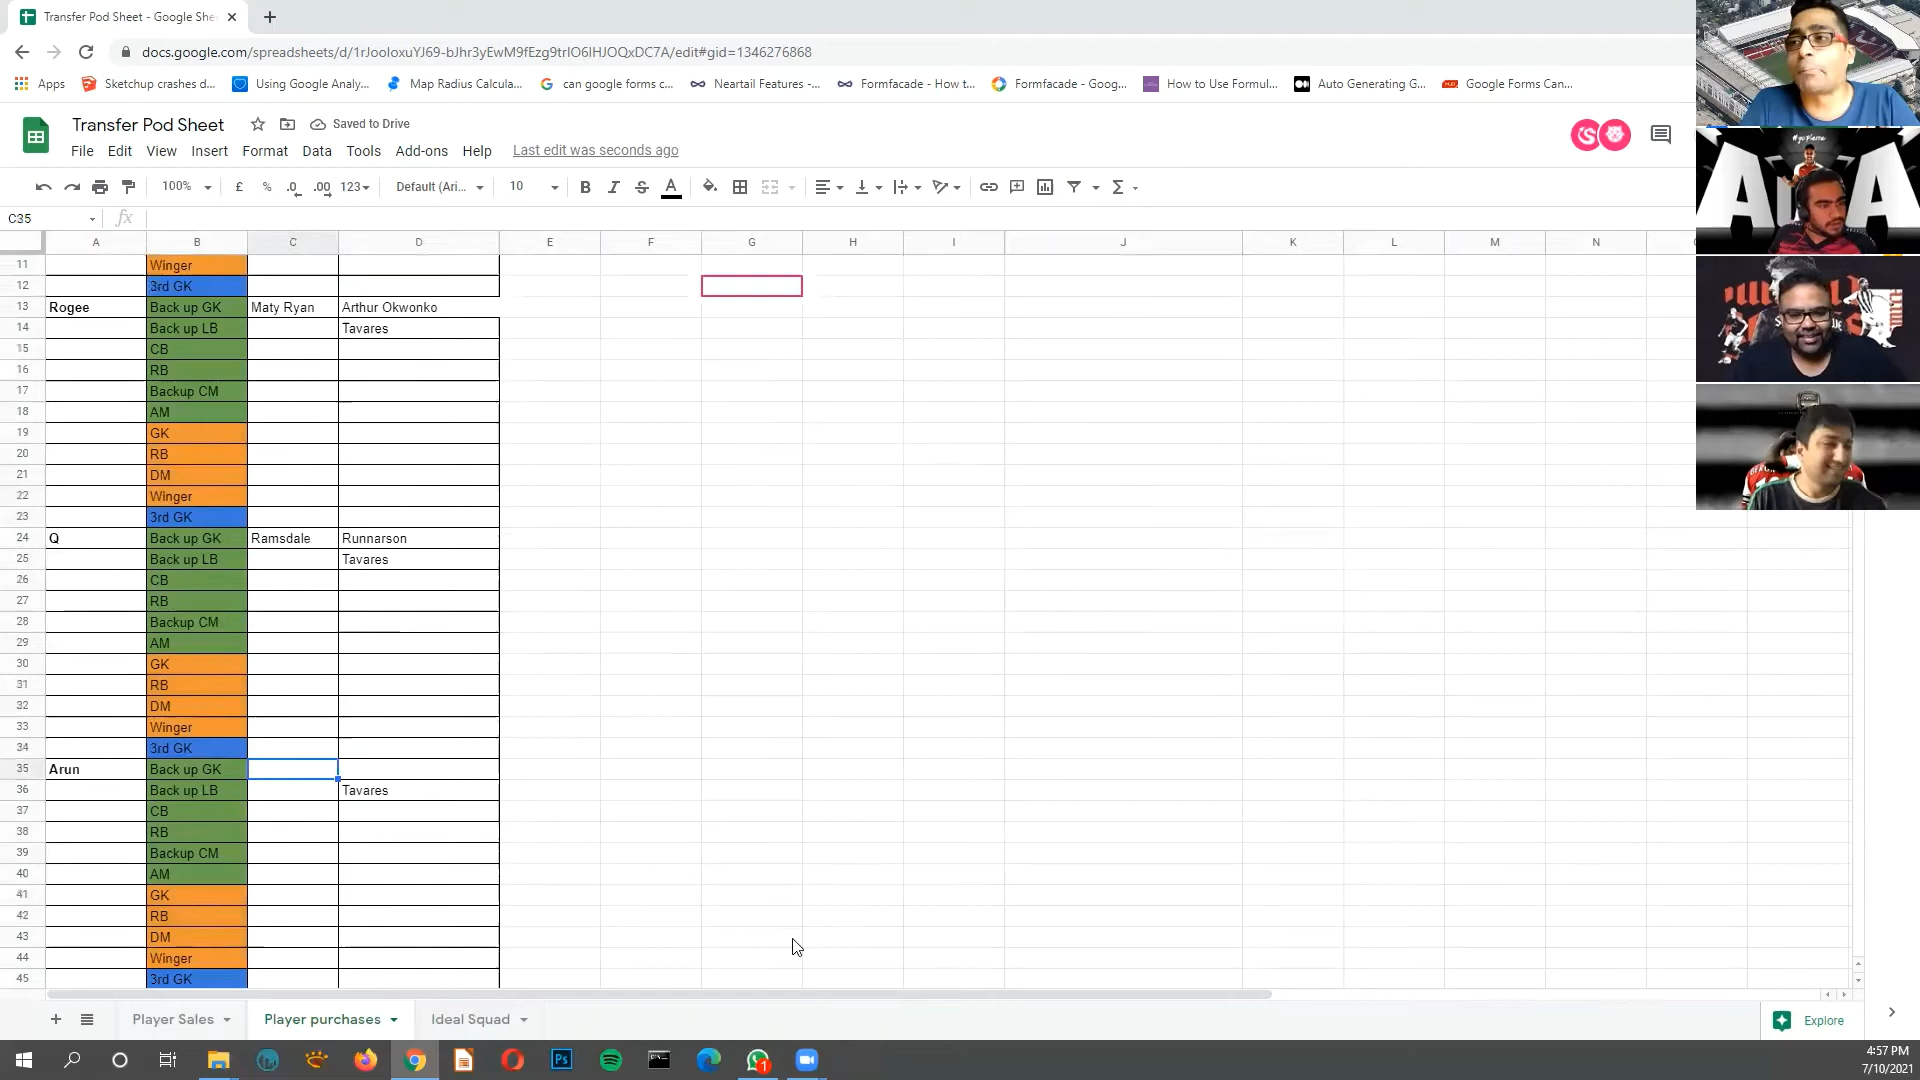 Transfer Pod Sheet - Google She
docs.google.com/spreadsheets/d/1rJooIoxuYJ69-bJhr3yEwM9fEzg9trIO6IHJOQxDC7A/edit#gid=1346276868
Apps Sketchup crashes d... Using Google Analy... Map Radius Calcula... can google forms c... Neartail Features -... Formfacade - How t... Formfacade - Goog... How to Use Formul... Auto Generating G... Google Forms Can...
Transfer Pod Sheet Saved to Drive
File Edit View Insert Format Data Tools Add-ons Help Last edit was seconds ago
100% £ % .0 .00 123 Default (Ari... 10 B I S A Σ
C35 fx
A B C D E F G H I J K L M N
11 Winger
12 3rd GK
13 Rogee Back up GK Maty Ryan Arthur Okwonko
14 Back up LB Tavares
15 CB
16 RB
17 Backup CM
18 AM
19 GK
20 RB
21 DM
22 Winger
23 3rd GK
24 Q Back up GK Ramsdale Runnarson
25 Back up LB Tavares
26 CB
27 RB
28 Backup CM
29 AM
30 GK
31 RB
32 DM
33 Winger
34 3rd GK
35 Arun Back up GK
36 Back up LB Tavares
37 CB
38 RB
39 Backup CM
40 AM
41 GK
42 RB
43 DM
44 Winger
45 3rd GK
Player Sales Player purchases Ideal Squad Explore
Ps 1
4:57 PM
7/10/2021